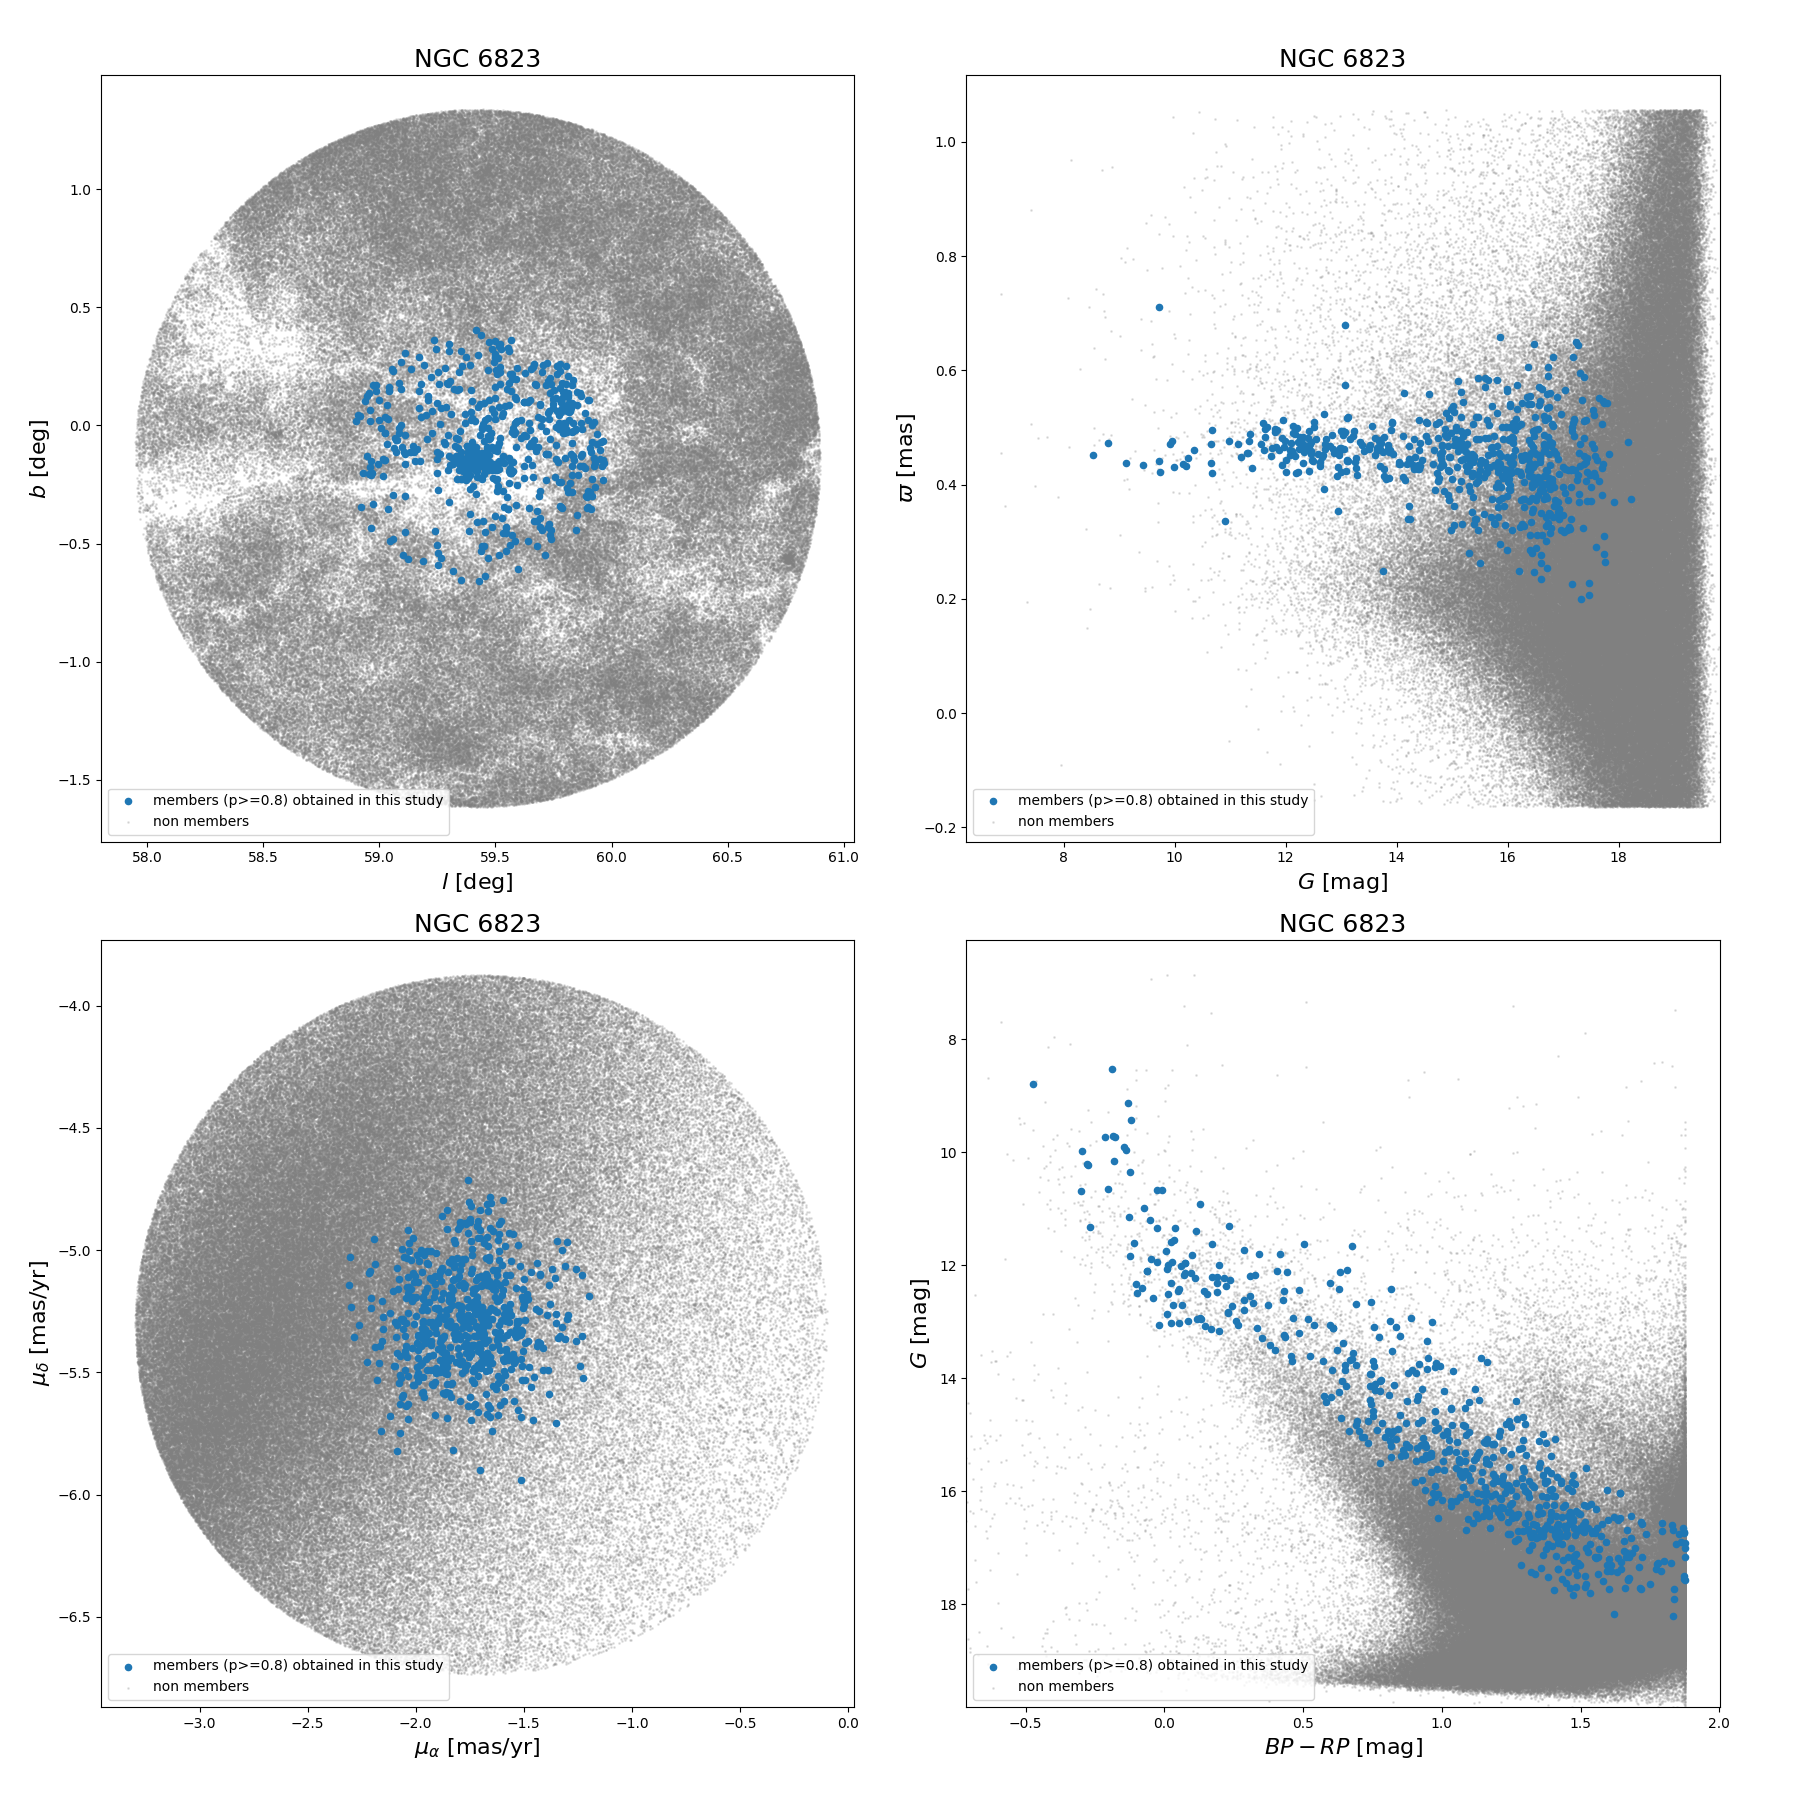 NGC 6823
b [deg]
1.0
0.5
0.0
−0.5
−1.0
−1.5
members (p>=0.8) obtained in this study
non members
58.0 58.5 59.0 59.5 60.0 60.5 61.0
l [deg]
NGC 6823
ϖ [mas]
1.0
0.8
0.6
0.4
0.2
0.0
−0.2
members (p>=0.8) obtained in this study
non members
8 10 12 14 16 18
G [mag]
NGC 6823
μδ [mas/yr]
−4.0
−4.5
−5.0
−5.5
−6.0
−6.5
members (p>=0.8) obtained in this study
non members
−3.0 −2.5 −2.0 −1.5 −1.0 −0.5 0.0
μα [mas/yr]
NGC 6823
G [mag]
8
10
12
14
16
18
members (p>=0.8) obtained in this study
non members
−0.5 0.0 0.5 1.0 1.5 2.0
BP − RP [mag]